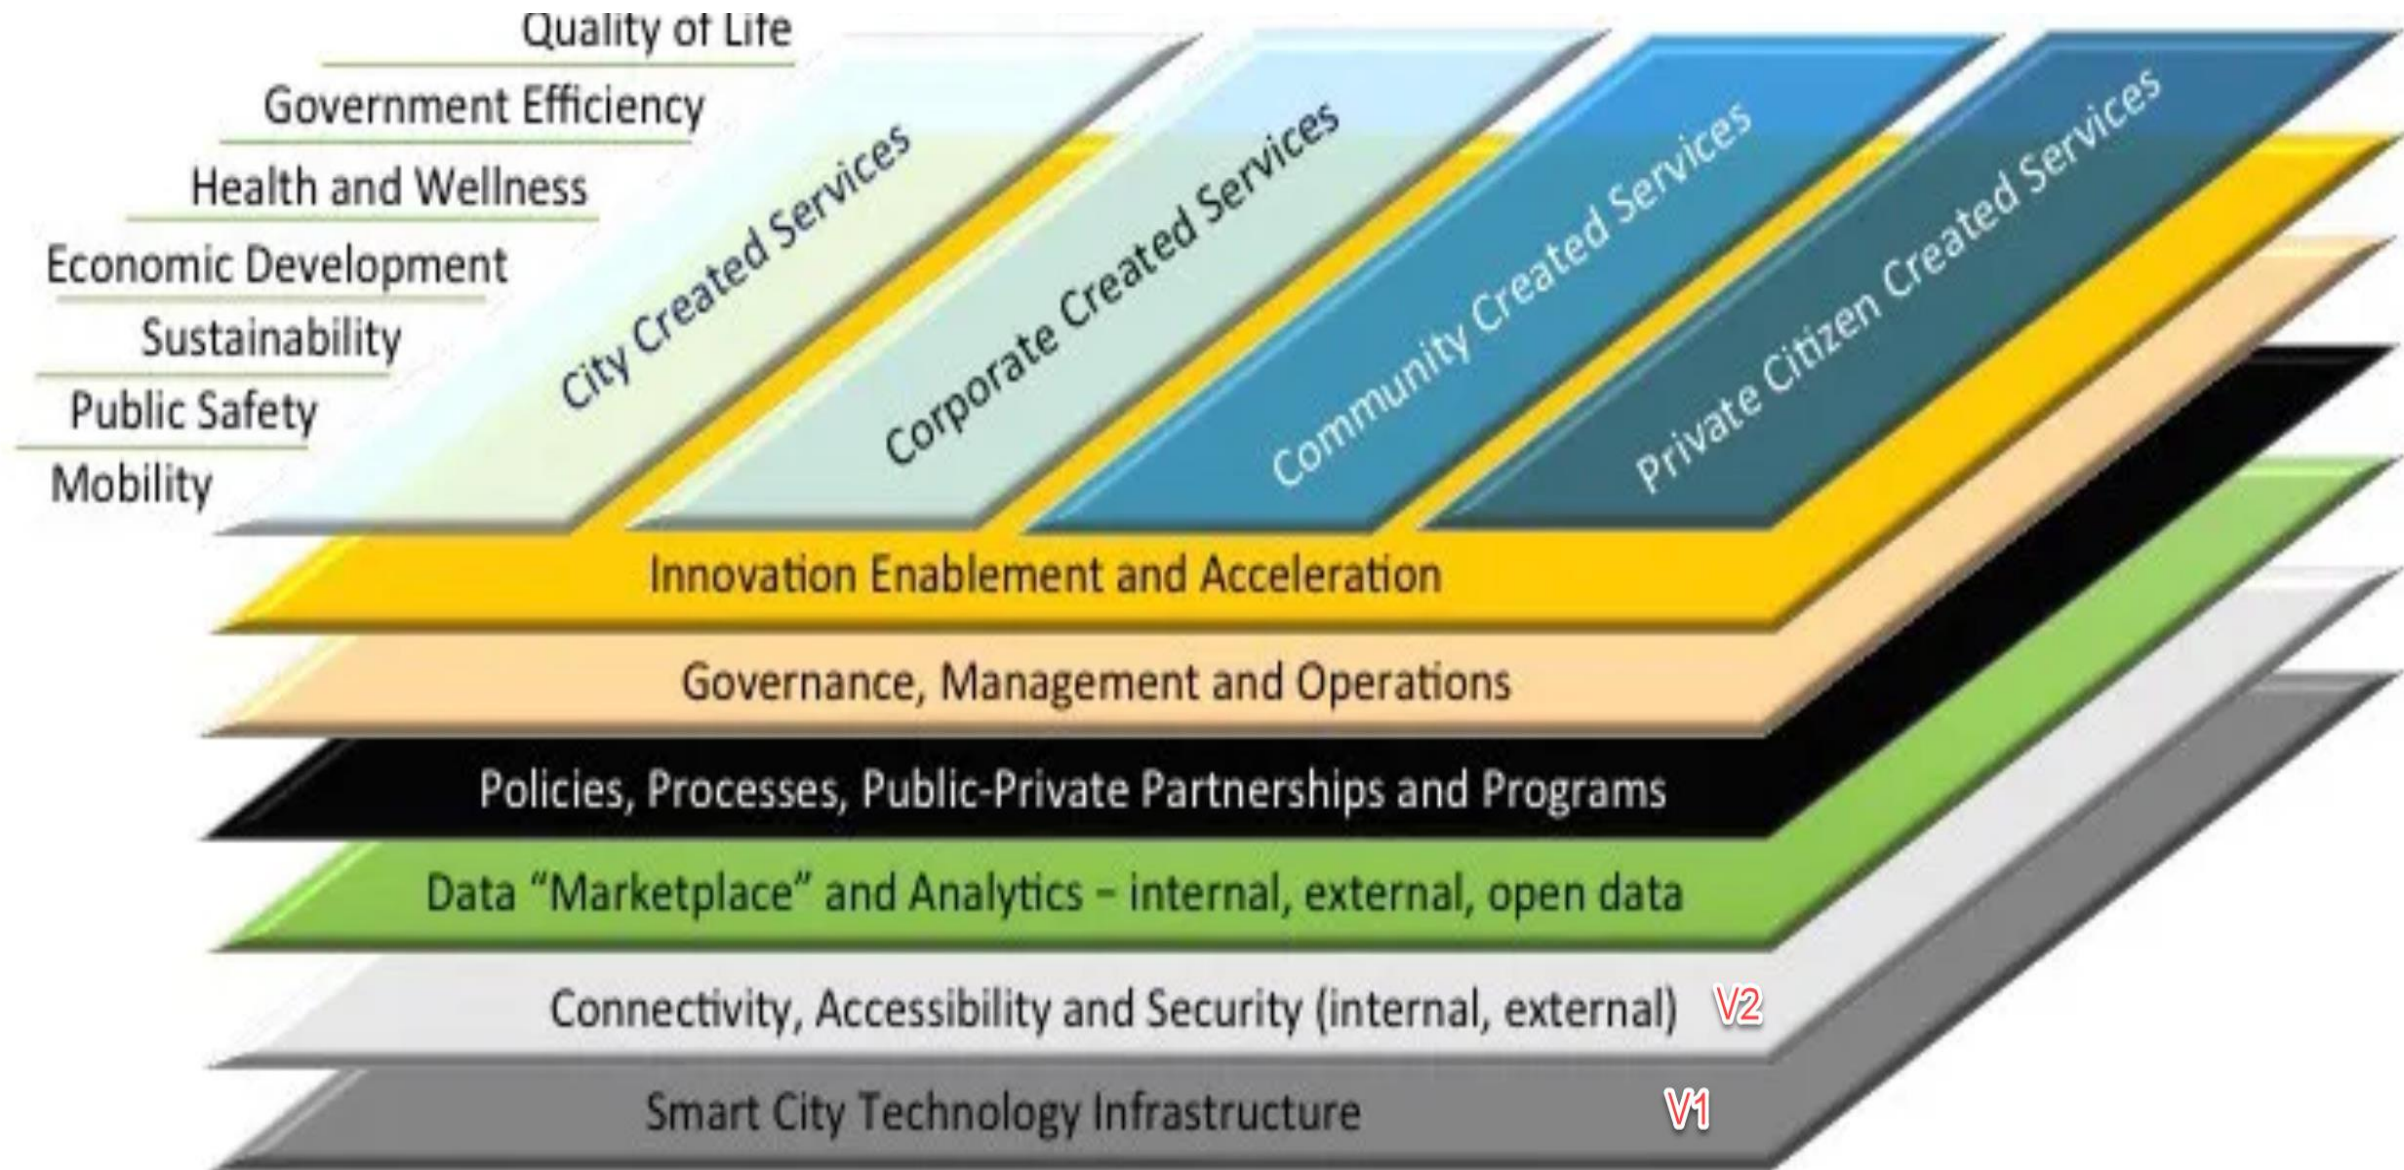 Quality of Life
Government Efficiency
Health and Wellness
Economic Development
Sustainability
Public Safety
Mobility
City Created Services
Corporate Created Services
Community Created Services
Private Citizen Created Services
Innovation Enablement and Acceleration
Governance, Management and Operations
Policies, Processes, Public-Private Partnerships and Programs
Data “Marketplace” and Analytics – internal, external, open data
Connectivity, Accessibility and Security (internal, external) V2
Smart City Technology Infrastructure V1